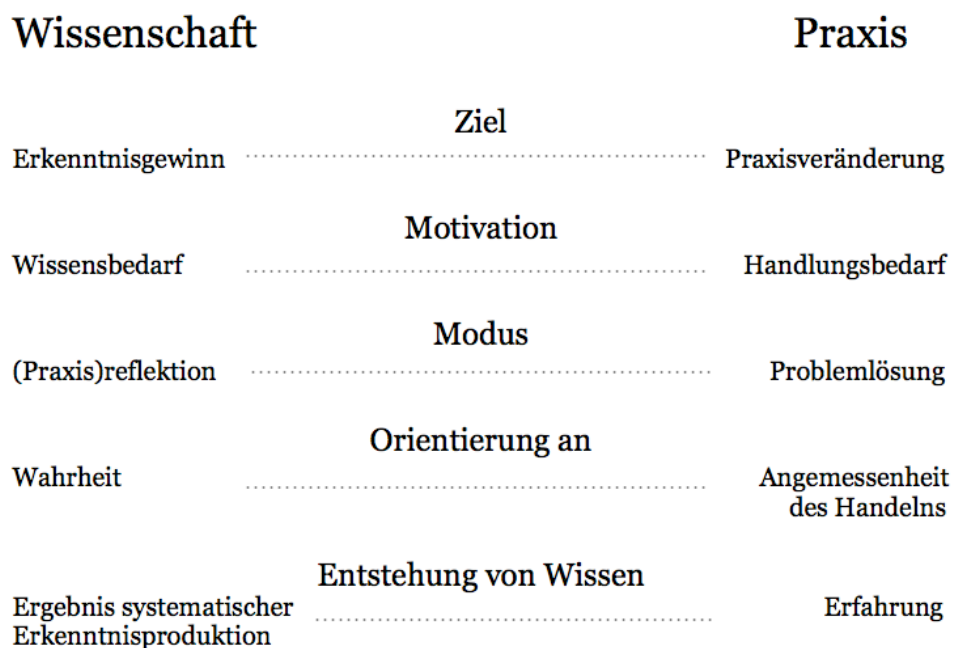 Wissenschaft Praxis
Ziel
Erkenntnisgewinn Praxisveränderung
Motivation
Wissensbedarf Handlungsbedarf
Modus
(Praxis)reflektion Problemlösung
Orientierung an
Wahrheit Angemessenheit
des Handelns
Entstehung von Wissen
Ergebnis systematischer Erfahrung
Erkenntnisproduktion